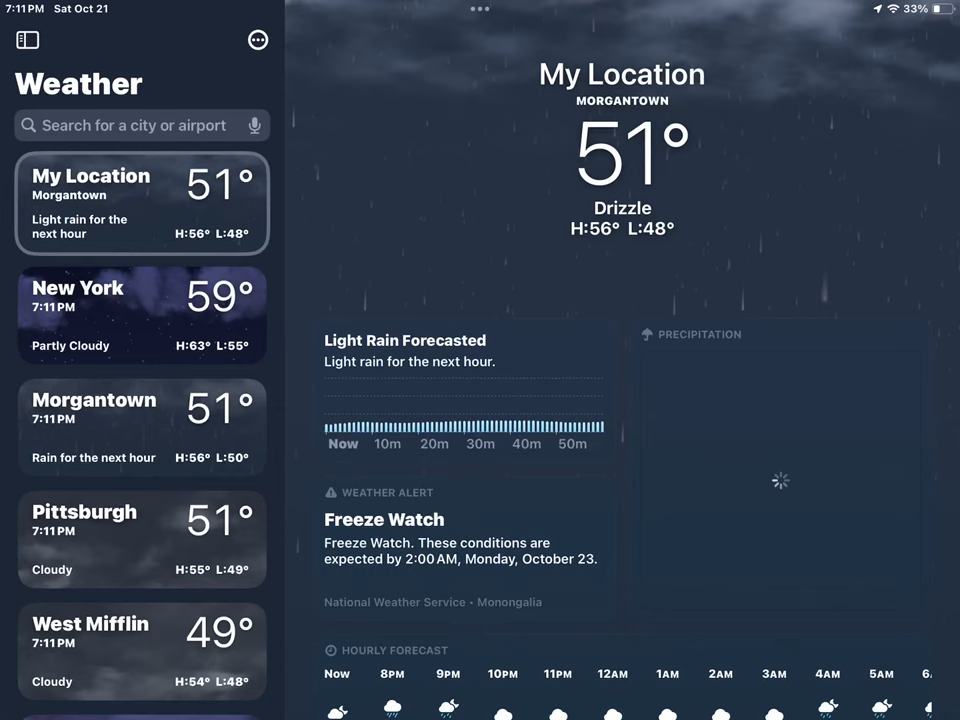 7:11 PM Sat Oct 21
33%
Weather
Search for a city or airport
My Location
Morgantown
51°
Light rain for the
next hour
H:56° L:48°
New York
7:11 PM
59°
Partly Cloudy
H:63° L:55°
Morgantown
7:11 PM
51°
Rain for the next hour
H:56° L:50°
Pittsburgh
7:11 PM
51°
Cloudy
H:55° L:49°
West Mifflin
7:11 PM
49°
Cloudy
H:54° L:48°
My Location
MORGANTOWN
51°
Drizzle
H:56° L:48°
Light Rain Forecasted
Light rain for the next hour.
Now 10m 20m 30m 40m 50m
PRECIPITATION
WEATHER ALERT
Freeze Watch
Freeze Watch. These conditions are
expected by 2:00 AM, Monday, October 23.
National Weather Service • Monongalia
HOURLY FORECAST
Now 8PM 9PM 10PM 11PM 12AM 1AM 2AM 3AM 4AM 5AM